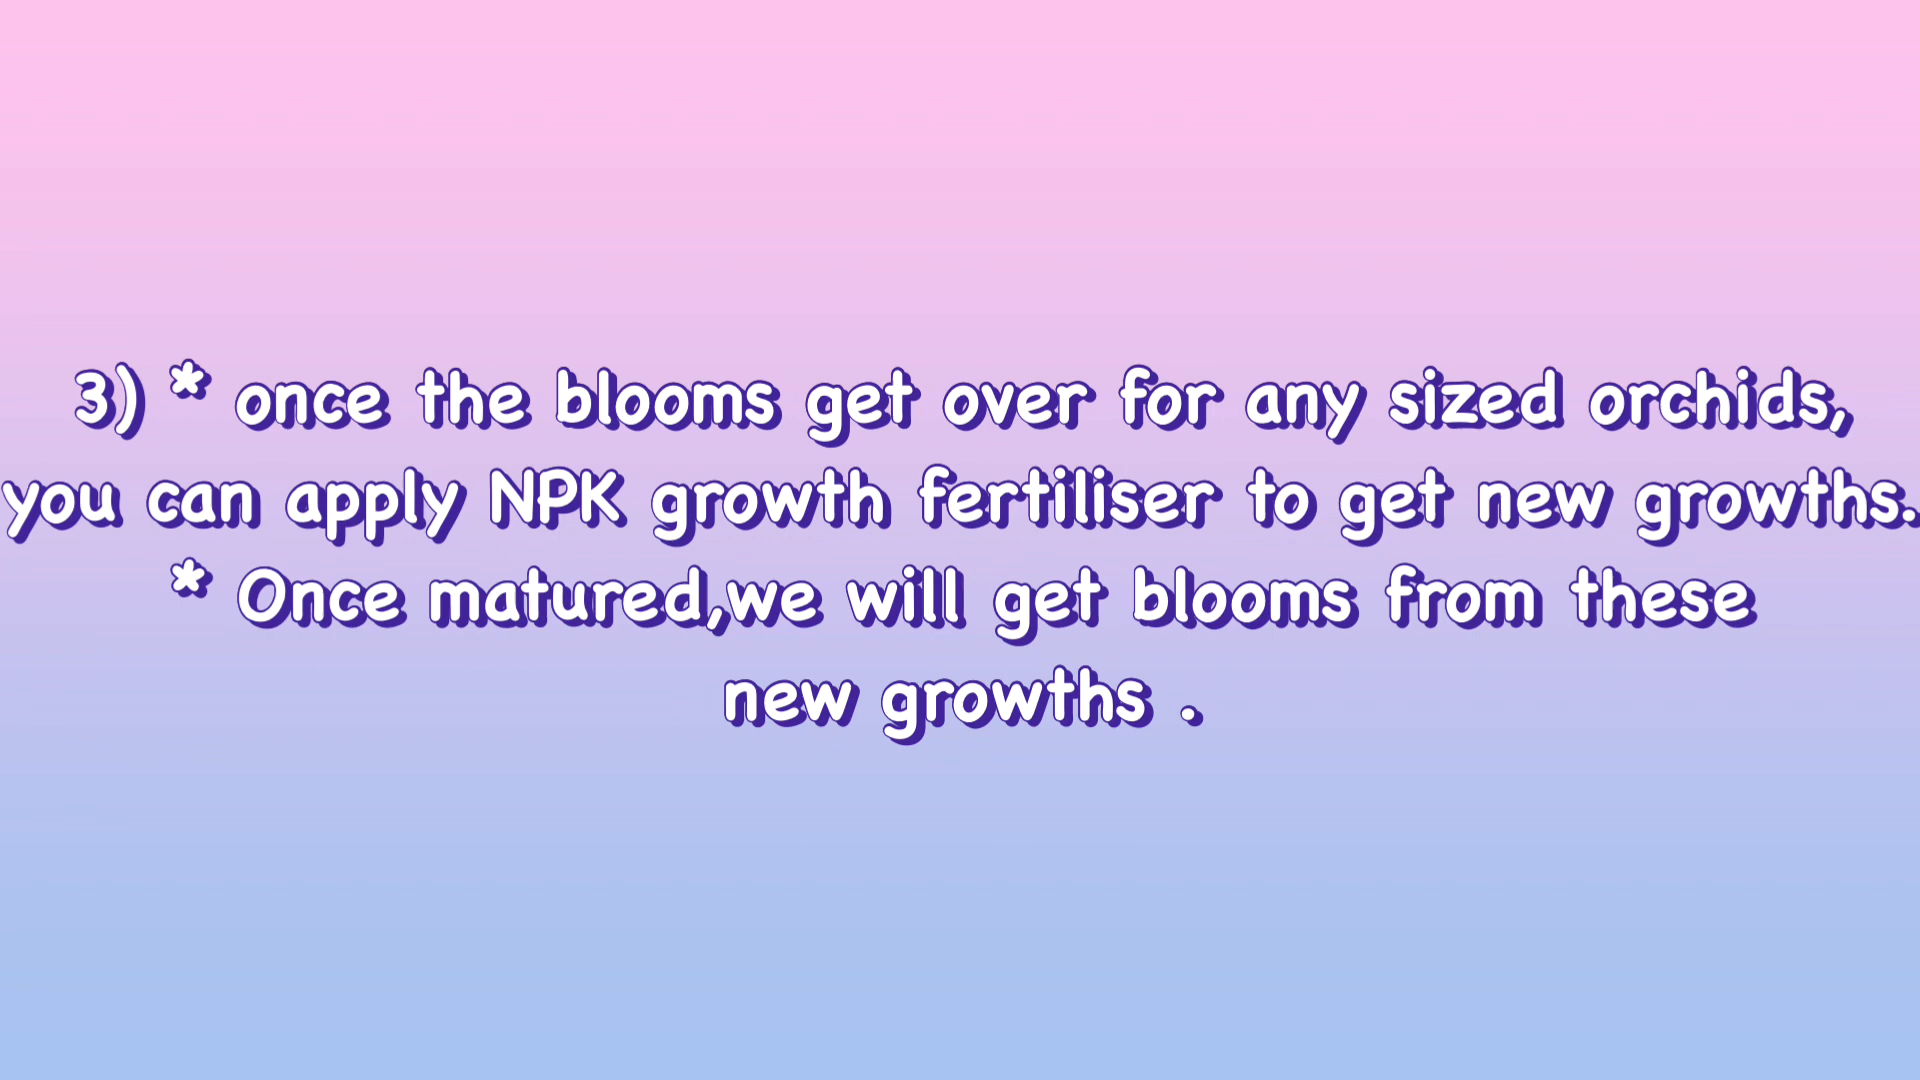 3) * once the blooms get over for any sized orchids,
you can apply NPK growth fertiliser to get new growths.
* Once matured,we will get blooms from these
new growths .